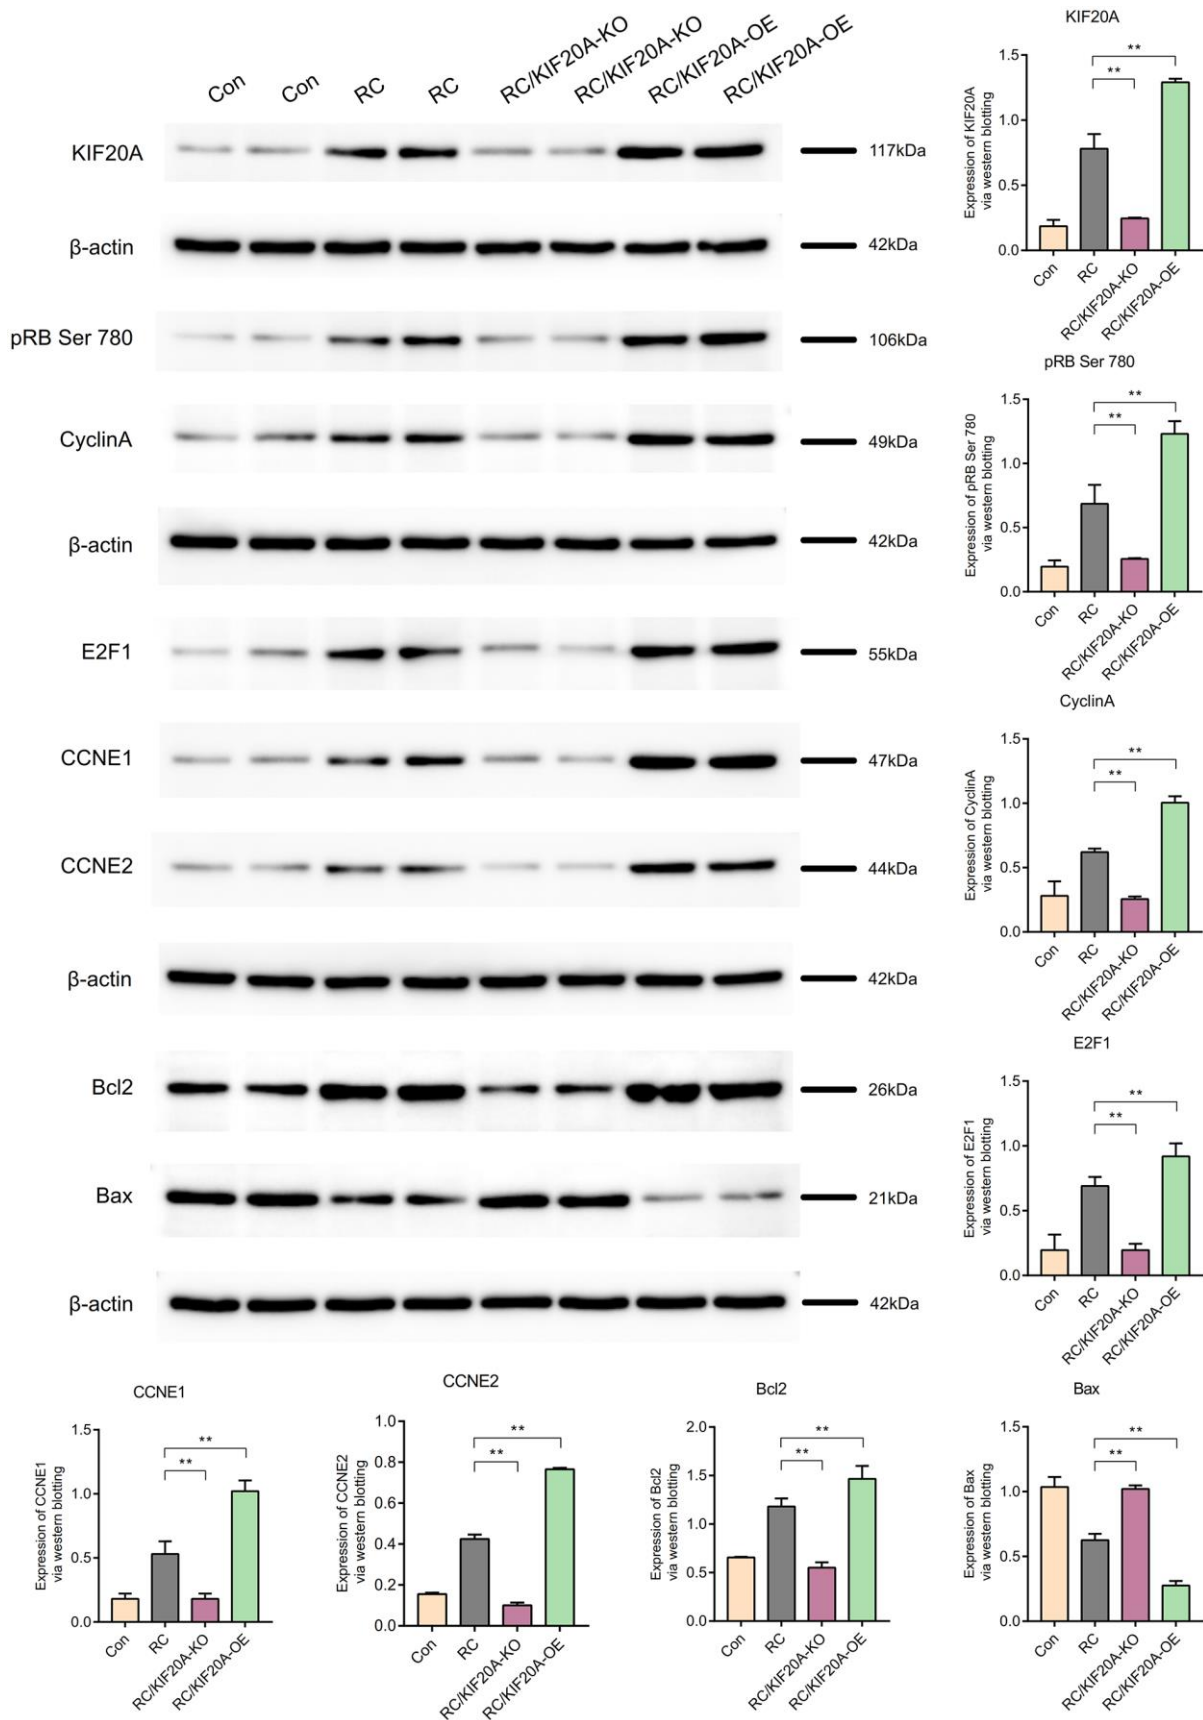 Con Con RC RC RC/KIF20A-KO RC/KIF20A-KO RC/KIF20A-OE RC/KIF20A-OE
KIF20A 117kDa
β-actin 42kDa
pRB Ser 780 106kDa
CyclinA 49kDa
β-actin 42kDa
E2F1 55kDa
CCNE1 47kDa
CCNE2 44kDa
β-actin 42kDa
Bcl2 26kDa
Bax 21kDa
β-actin 42kDa
KIF20A
Expression of KIF20A
via western blotting
1.5
1.0
0.5
0.0
**
**
Con RC RC/KIF20A-KO RC/KIF20A-OE
pRB Ser 780
Expression of pRB Ser 780
via western blotting
1.5
1.0
0.5
0.0
**
**
Con RC RC/KIF20A-KO RC/KIF20A-OE
CyclinA
Expression of CyclinA
via western blotting
1.5
1.0
0.5
0.0
**
**
Con RC RC/KIF20A-KO RC/KIF20A-OE
E2F1
Expression of E2F1
via western blotting
1.5
1.0
0.5
0.0
**
**
Con RC RC/KIF20A-KO RC/KIF20A-OE
CCNE1
Expression of CCNE1
via western blotting
1.5
1.0
0.5
0.0
**
**
Con RC RC/KIF20A-KO RC/KIF20A-OE
CCNE2
Expression of CCNE2
via western blotting
1.0
0.8
0.6
0.4
0.2
0.0
**
**
Con RC RC/KIF20A-KO RC/KIF20A-OE
Bcl2
Expression of Bcl2
via western blotting
2.0
1.5
1.0
0.5
0.0
**
**
Con RC RC/KIF20A-KO RC/KIF20A-OE
Bax
Expression of Bax
via western blotting
1.5
1.0
0.5
0.0
**
**
Con RC RC/KIF20A-KO RC/KIF20A-OE